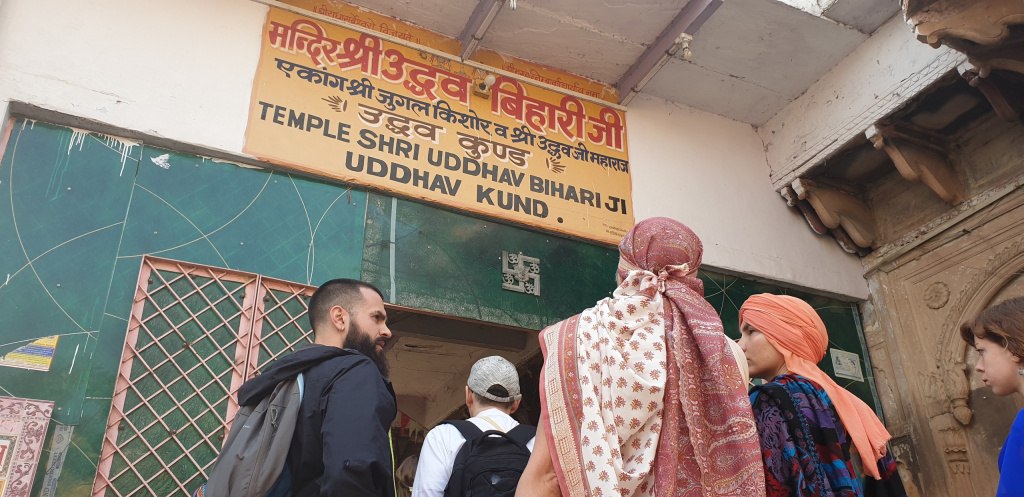 मन्दिर श्री उद्धव बिहारी जी
एकांग श्री जुगल किशोर व श्री उद्धव जी महाराज
उद्धव कुण्ड
TEMPLE SHRI UDDHAV BIHARI JI
UDDHAV KUND.